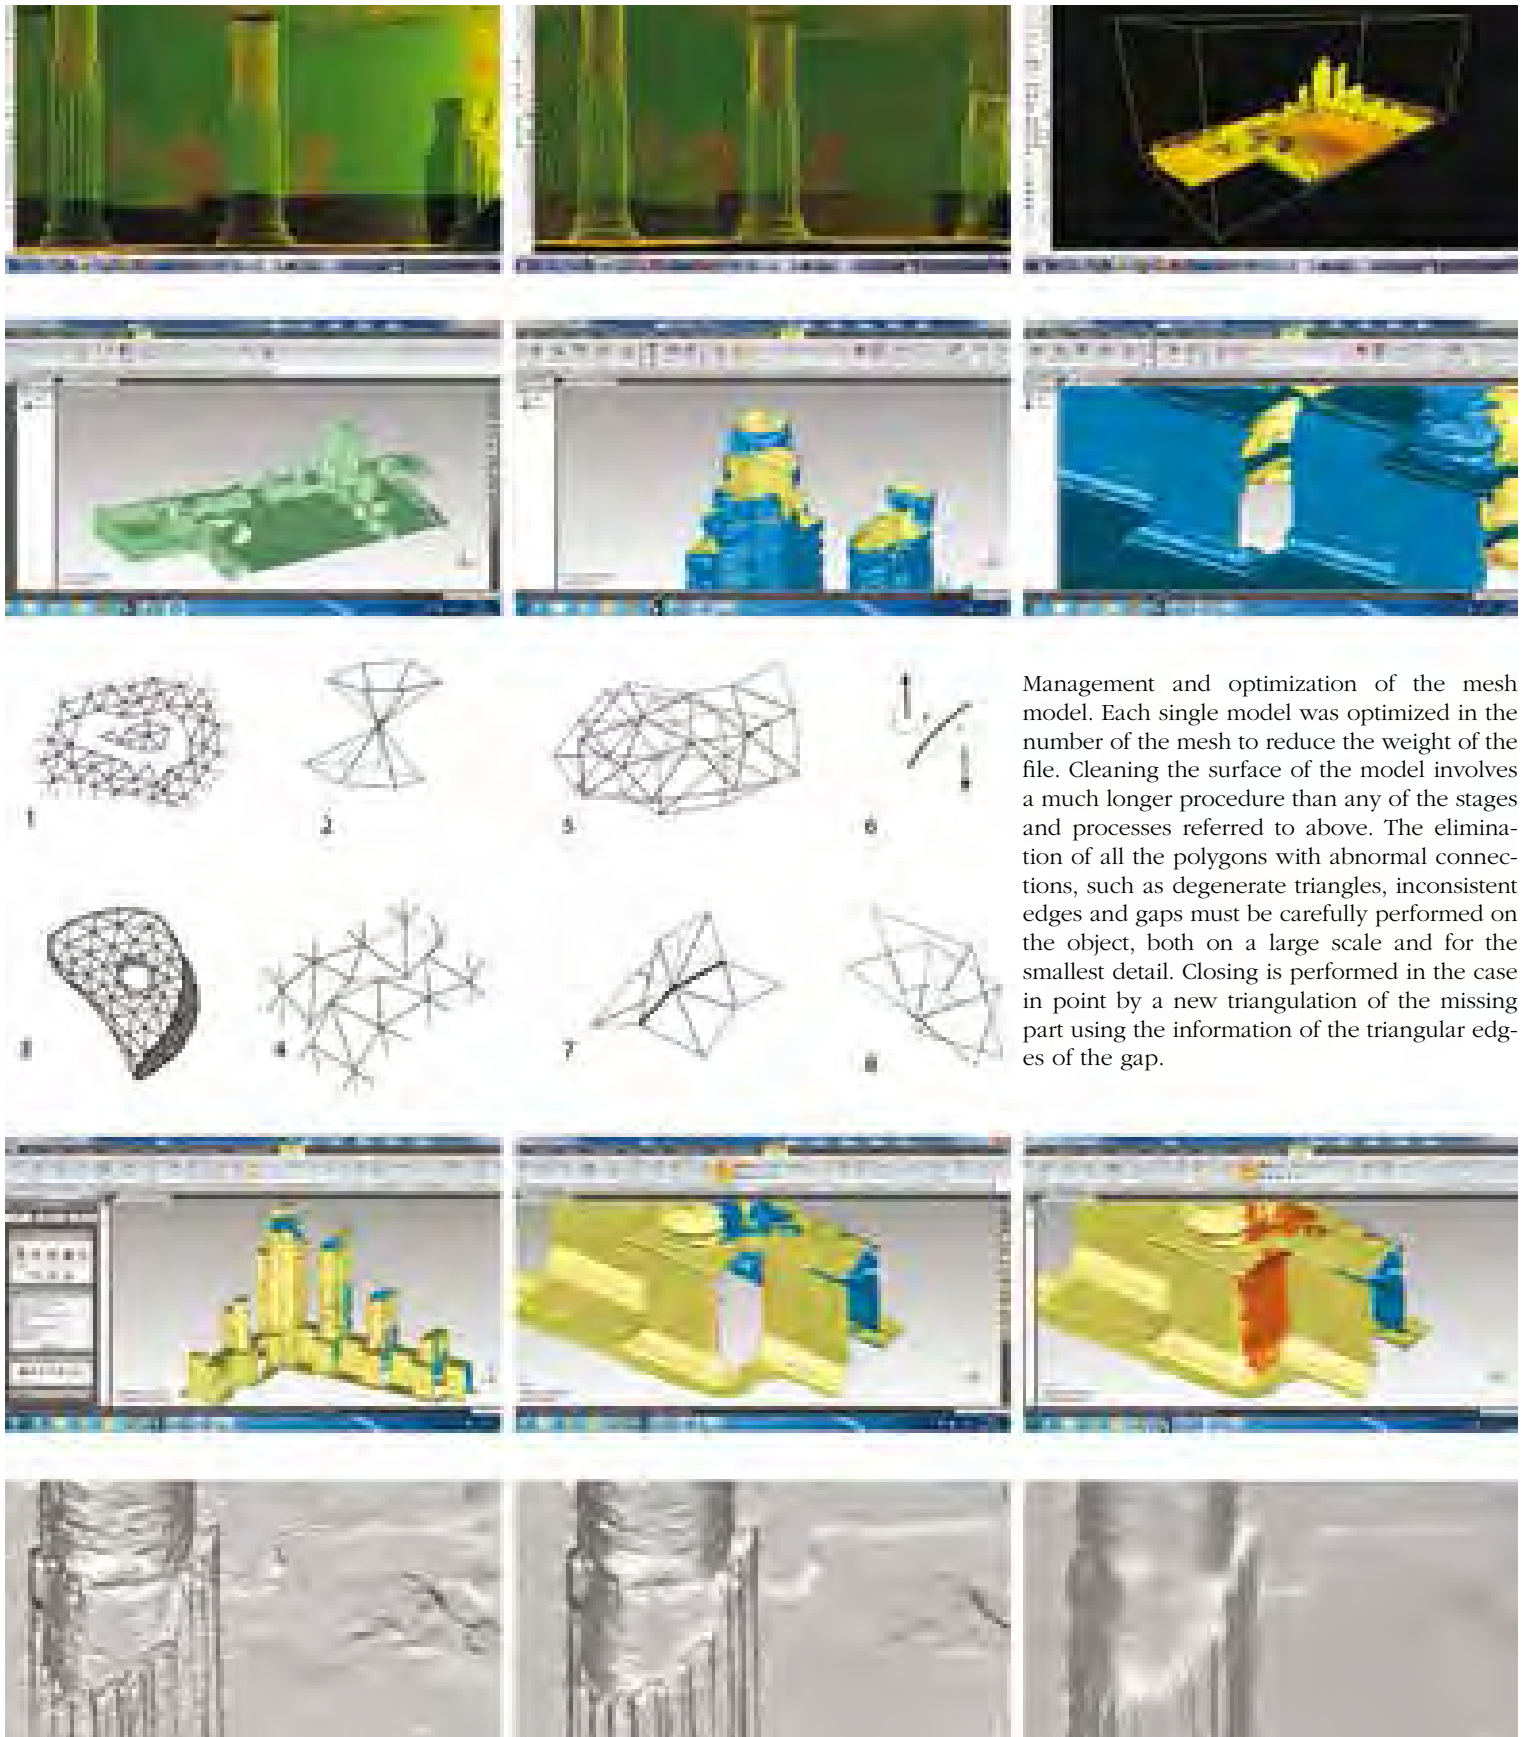 1
2
5
6
Management and optimization of the mesh
model. Each single model was optimized in the
number of the mesh to reduce the weight of the
file. Cleaning the surface of the model involves
a much longer procedure than any of the stages
and processes referred to above. The elimina-
tion of all the polygons with abnormal connec-
tions, such as degenerate triangles, inconsistent
edges and gaps must be carefully performed on
the object, both on a large scale and for the
smallest detail. Closing is performed in the case
in point by a new triangulation of the missing
part using the information of the triangular edg-
es of the gap.
3
4
7
8